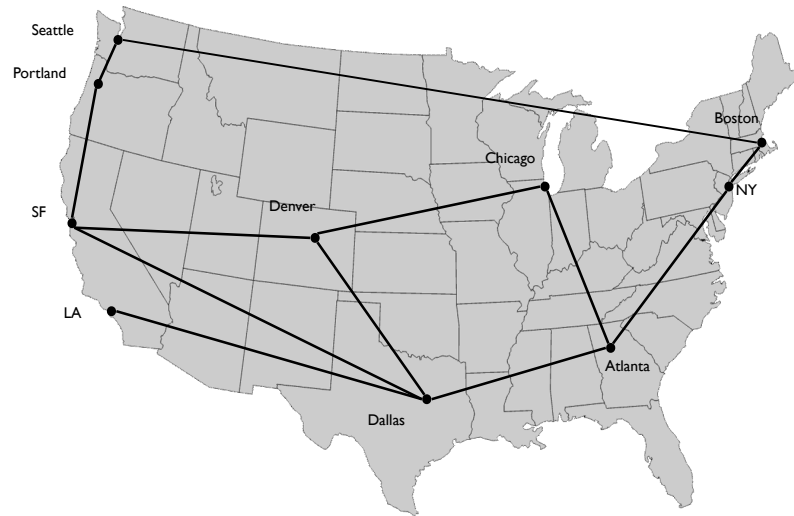 Seattle
Portland
Boston
Chicago
NY
Denver
SF
LA
Atlanta
Dallas